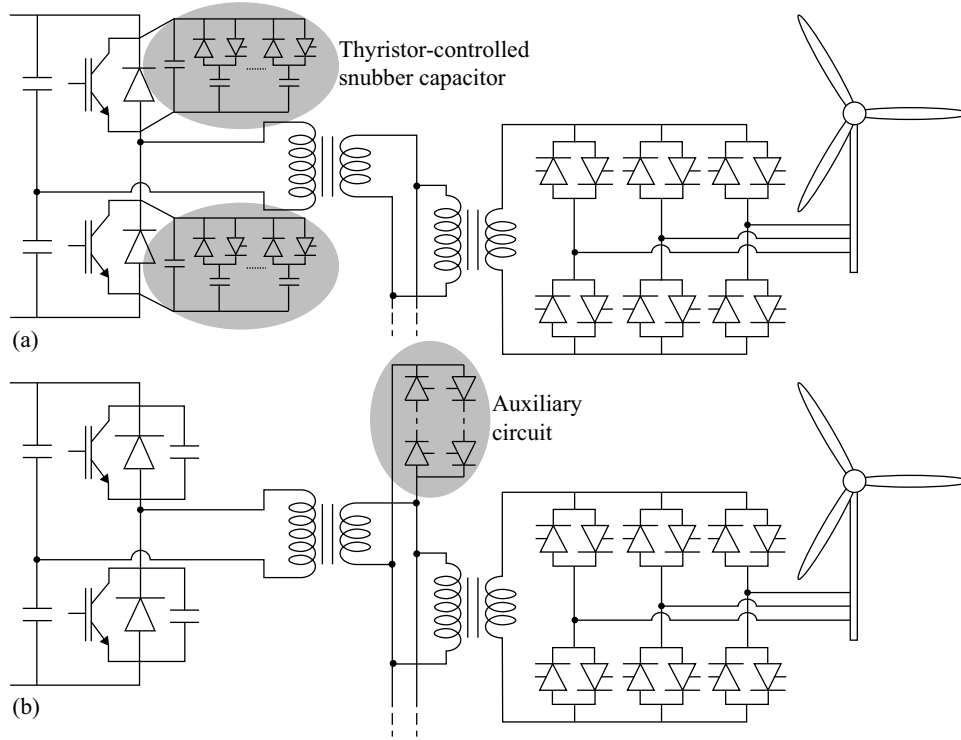 Thyristor-controlled
snubber capacitor
(a)
Auxiliary
circuit
(b)